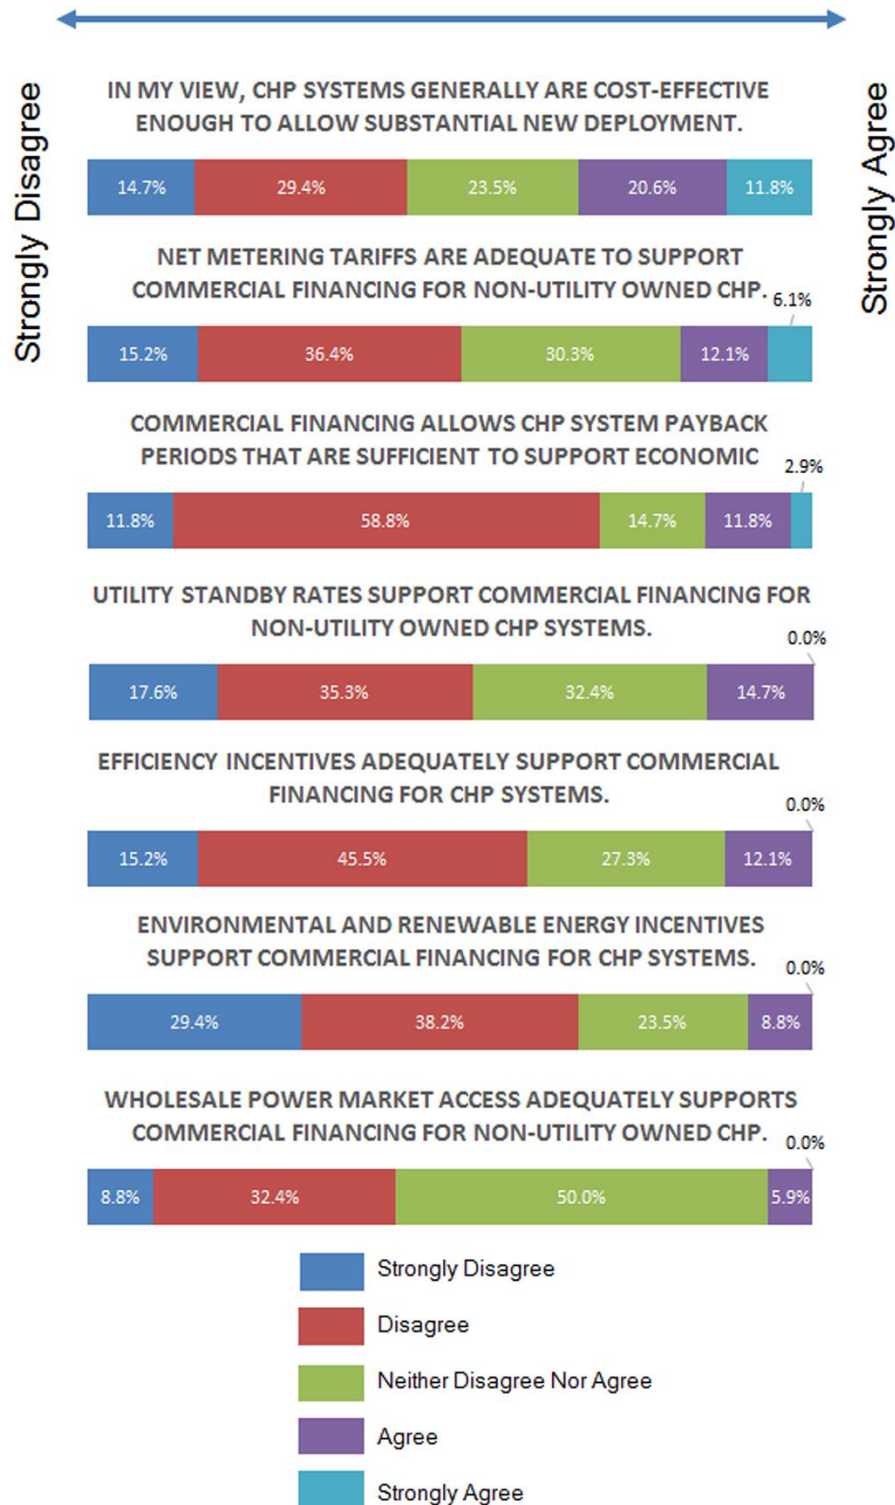 Strongly Disagree
Strongly Agree
IN MY VIEW, CHP SYSTEMS GENERALLY ARE COST-EFFECTIVE
ENOUGH TO ALLOW SUBSTANTIAL NEW DEPLOYMENT.
14.7% 29.4% 23.5% 20.6% 11.8%
NET METERING TARIFFS ARE ADEQUATE TO SUPPORT
COMMERCIAL FINANCING FOR NON-UTILITY OWNED CHP.
6.1%
15.2% 36.4% 30.3% 12.1%
COMMERCIAL FINANCING ALLOWS CHP SYSTEM PAYBACK
PERIODS THAT ARE SUFFICIENT TO SUPPORT ECONOMIC
2.9%
11.8% 58.8% 14.7% 11.8%
UTILITY STANDBY RATES SUPPORT COMMERCIAL FINANCING FOR
NON-UTILITY OWNED CHP SYSTEMS.
0.0%
17.6% 35.3% 32.4% 14.7%
EFFICIENCY INCENTIVES ADEQUATELY SUPPORT COMMERCIAL
FINANCING FOR CHP SYSTEMS.
0.0%
15.2% 45.5% 27.3% 12.1%
ENVIRONMENTAL AND RENEWABLE ENERGY INCENTIVES
SUPPORT COMMERCIAL FINANCING FOR CHP SYSTEMS.
0.0%
29.4% 38.2% 23.5% 8.8%
WHOLESALE POWER MARKET ACCESS ADEQUATELY SUPPORTS
COMMERCIAL FINANCING FOR NON-UTILITY OWNED CHP.
0.0%
8.8% 32.4% 50.0% 5.9%
Strongly Disagree
Disagree
Neither Disagree Nor Agree
Agree
Strongly Agree